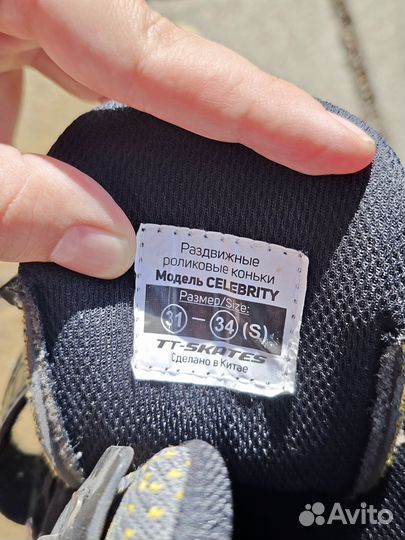 Раздвижные
роликовые коньки
Модель CELEBRITY
Размер/Size:
31 – 34 (S)
TT-SKATES
Сделано в Китае
Avito